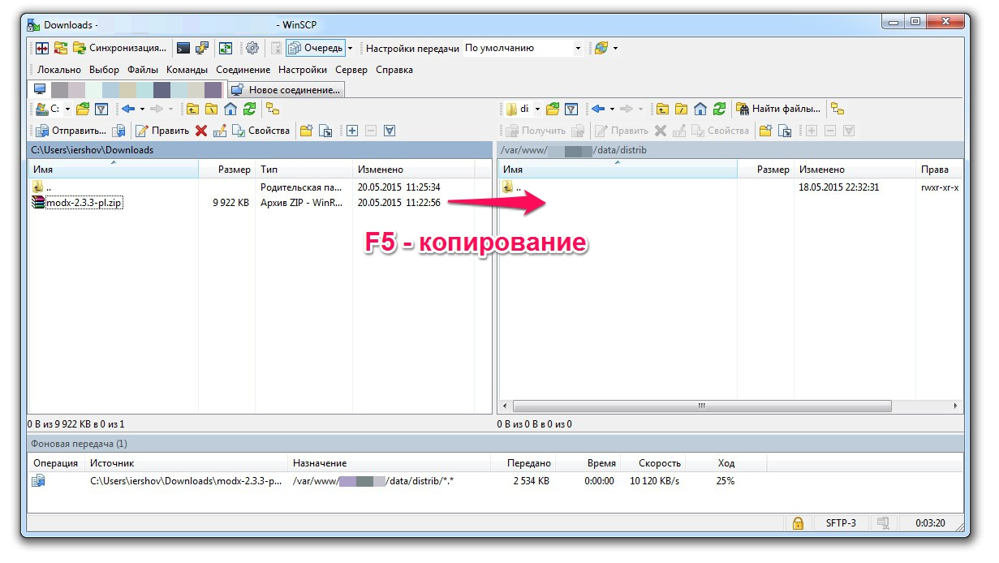 Downloads - - WinSCP
Синхронизация... Очередь Настройки передачи По умолчанию
Локально Выбор Файлы Команды Соединение Настройки Сервер Справка
Новое соединение...
C: di Найти файлы...
Отправить... Править Свойства Получить Править Свойства
C:\Users\iershov\Downloads /var/www/ /data/distrib
Имя Размер Тип Изменено Имя Размер Изменено Права
.. Родительская па... 20.05.2015 11:25:34 .. 18.05.2015 22:32:31 rwxr-xr-x
modx-2.3.3-pl.zip 9 922 KB Архив ZIP - WinR... 20.05.2015 11:22:56
F5 - копирование
0 B из 9 922 KB в 0 из 1 0 B из 0 B в 0 из 0
Фоновая передача (1)
Операция Источник Назначение Передано Время Скорость Ход
C:\Users\iershov\Downloads\modx-2.3.3-p... /var/www/ /data/distrib/*.* 2 534 KB 0:00:00 10 120 KB/s 25%
SFTP-3 0:03:20